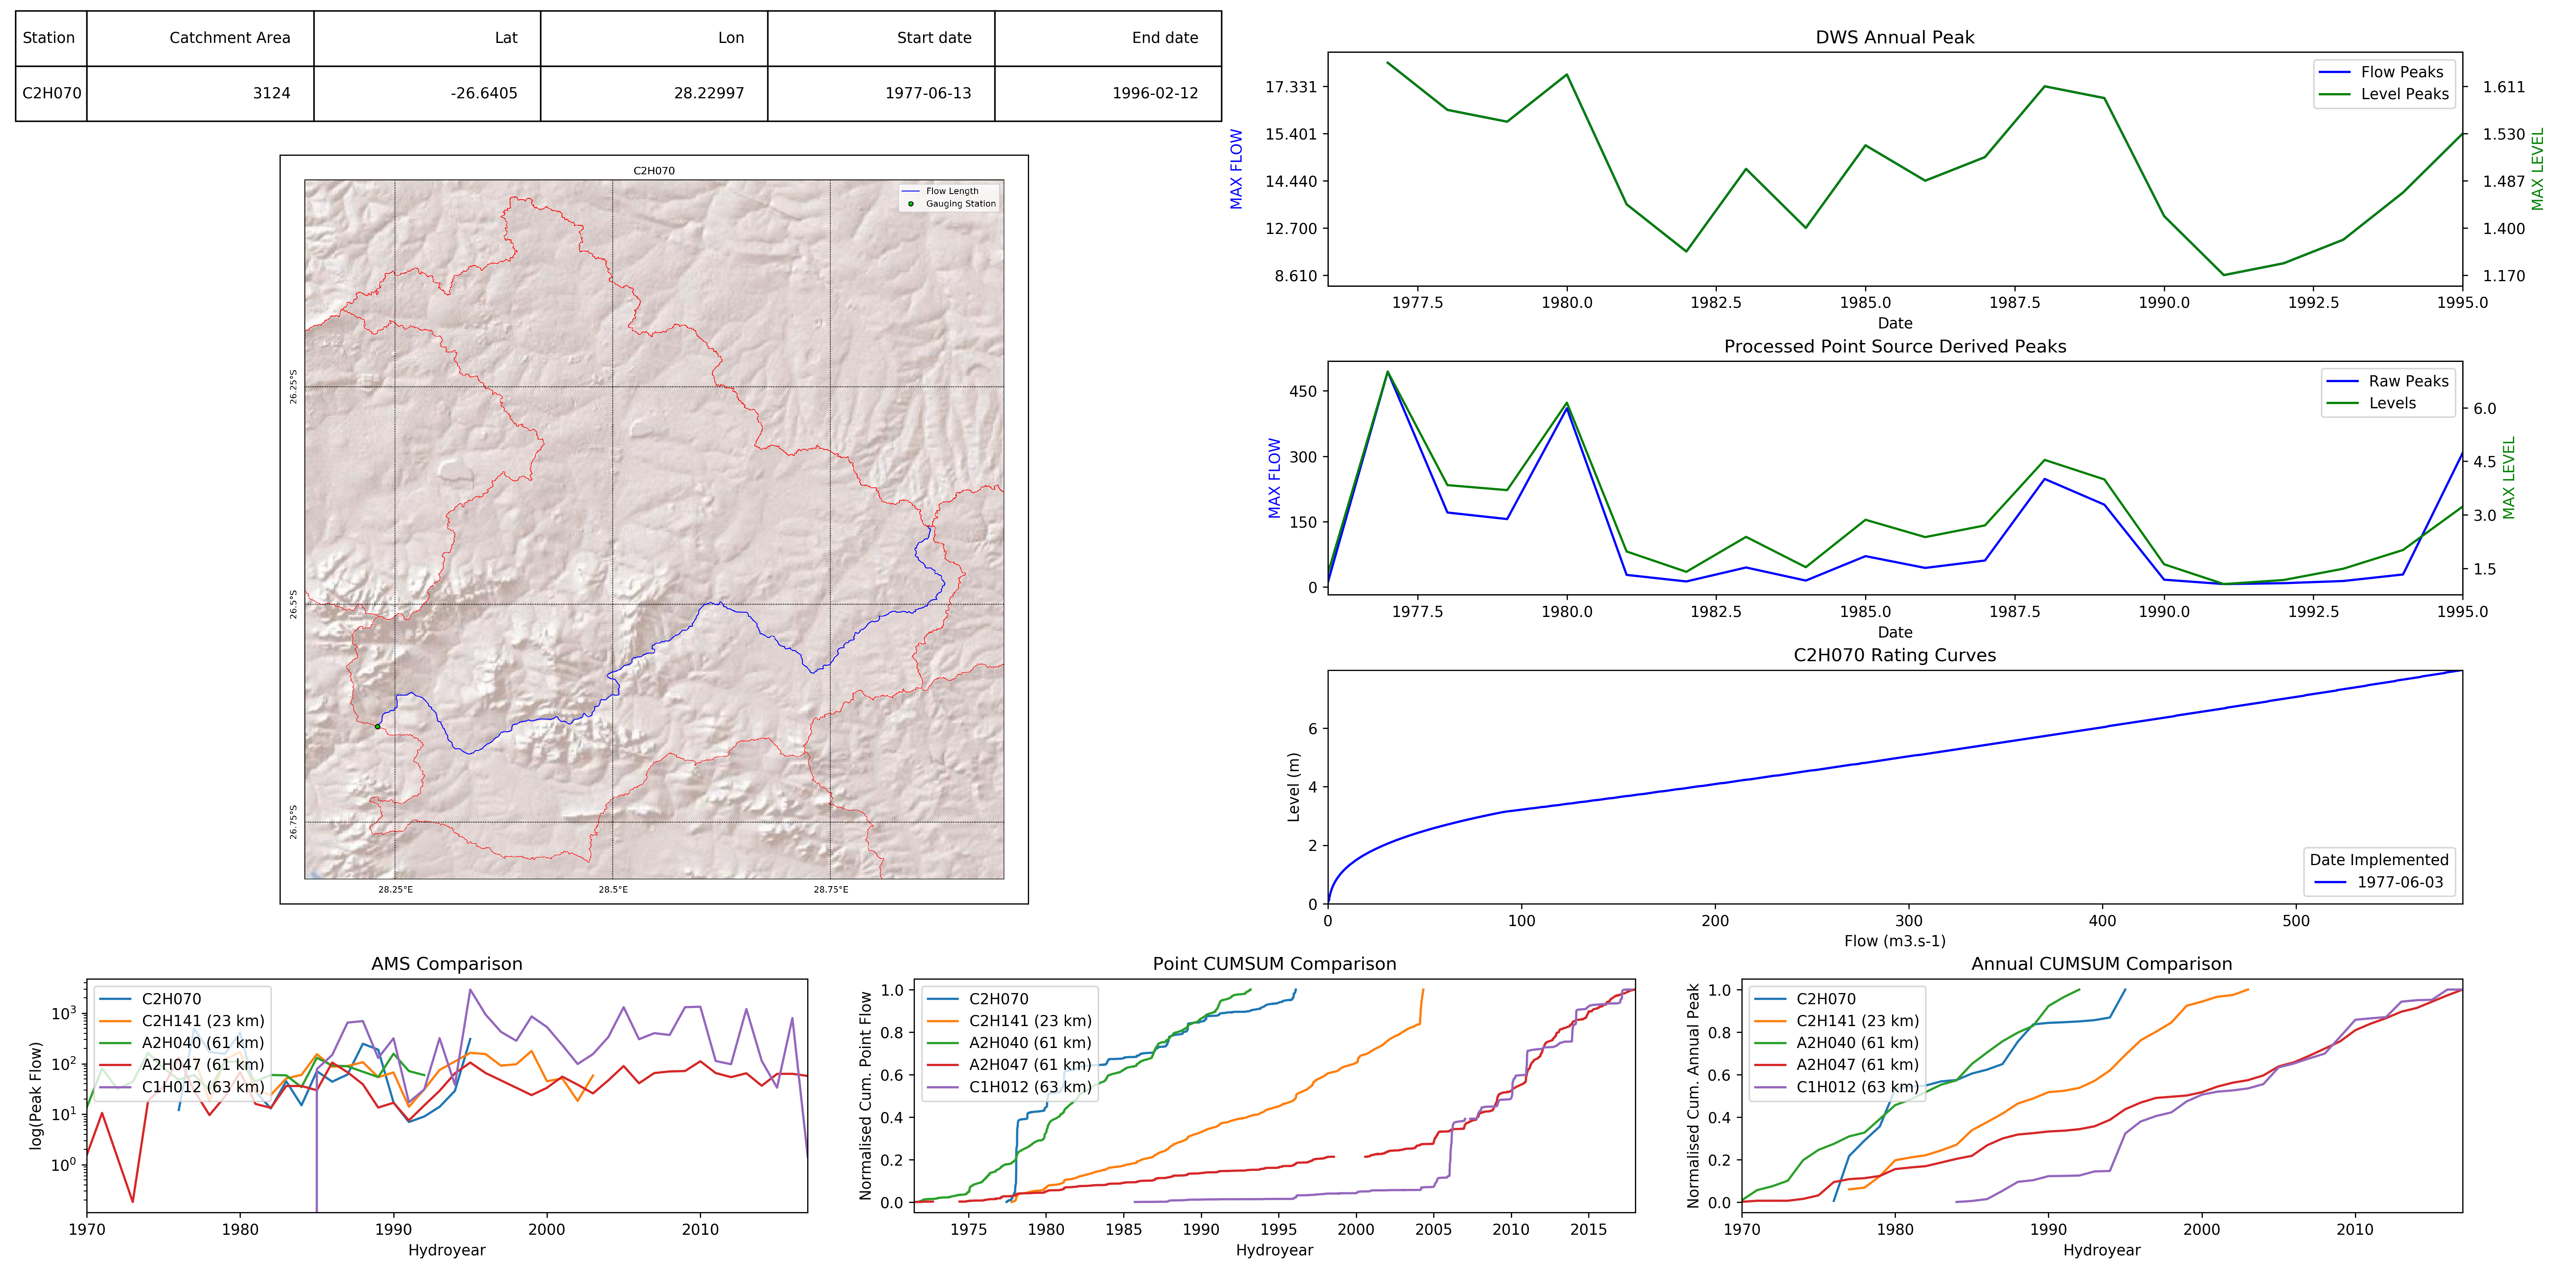 Station Catchment Area Lat Lon Start date End date
C2H070 3124 -26.6405 28.22997 1977-06-13 1996-02-12
C2H070
Flow Length
Gauging Station
26.25°S
26.5°S
26.75°S
28.25°E 28.5°E 28.75°E
DWS Annual Peak
Flow Peaks
Level Peaks
MAX FLOW
17.331
15.401
14.440
12.700
8.610
1.611
1.530
1.487
1.400
1.170
MAX LEVEL
1977.5 1980.0 1982.5 1985.0 1987.5 1990.0 1992.5 1995.0
Date
Processed Point Source Derived Peaks
Raw Peaks
Levels
MAX FLOW
450
300
150
0
6.0
4.5
3.0
1.5
MAX LEVEL
1977.5 1980.0 1982.5 1985.0 1987.5 1990.0 1992.5 1995.0
Date
C2H070 Rating Curves
Level (m)
6
4
2
0
Date Implemented
1977-06-03
0 100 200 300 400 500
Flow (m3.s-1)
AMS Comparison
C2H070
C2H141 (23 km)
A2H040 (61 km)
A2H047 (61 km)
C1H012 (63 km)
log(Peak Flow)
10³
10²
10¹
10⁰
1970 1980 1990 2000 2010
Hydroyear
Point CUMSUM Comparison
C2H070
C2H141 (23 km)
A2H040 (61 km)
A2H047 (61 km)
C1H012 (63 km)
Normalised Cum. Point Flow
1.0
0.8
0.6
0.4
0.2
0.0
1975 1980 1985 1990 1995 2000 2005 2010 2015
Hydroyear
Annual CUMSUM Comparison
C2H070
C2H141 (23 km)
A2H040 (61 km)
A2H047 (61 km)
C1H012 (63 km)
Normalised Cum. Annual Peak
1.0
0.8
0.6
0.4
0.2
0.0
1970 1980 1990 2000 2010
Hydroyear